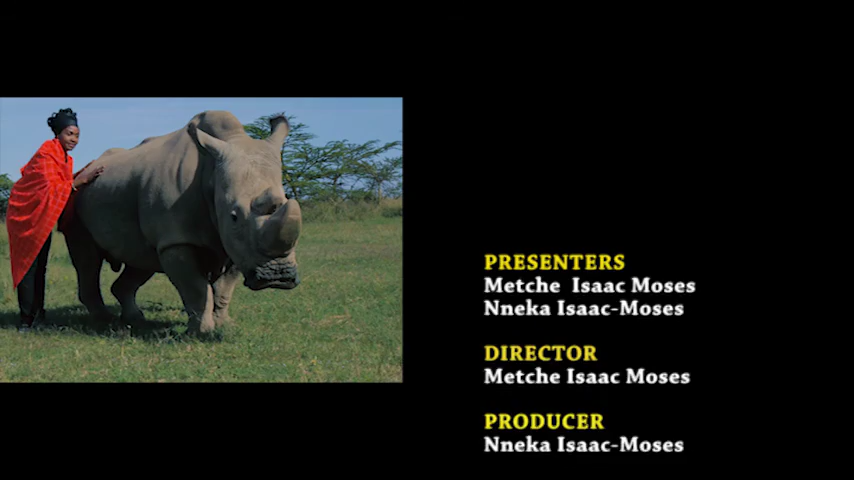 PRESENTERS
Metche Isaac Moses
Nneka Isaac-Moses
DIRECTOR
Metche Isaac Moses
PRODUCER
Nneka Isaac-Moses